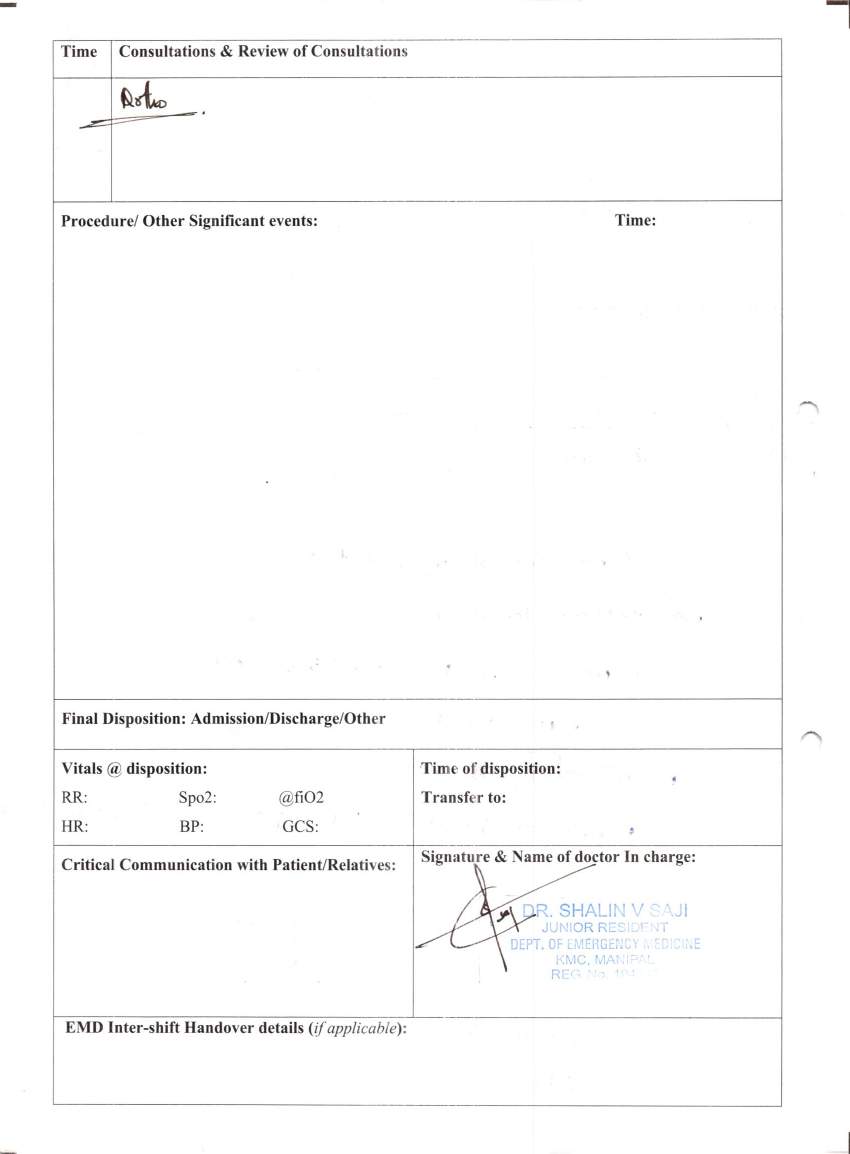 Time Consultations & Review of Consultations
Ortho
Procedure/ Other Significant events: Time:
Final Disposition: Admission/Discharge/Other
Vitals @ disposition: Time of disposition:
RR: Spo2: @fiO2 Transfer to:
HR: BP: GCS:
Critical Communication with Patient/Relatives: Signature & Name of doctor In charge:
DR. SHALIN V SAJI
JUNIOR RESIDENT
DEPT. OF EMERGENCY MEDICINE
KMC, MANIPAL
REG No.
EMD Inter-shift Handover details (if applicable):